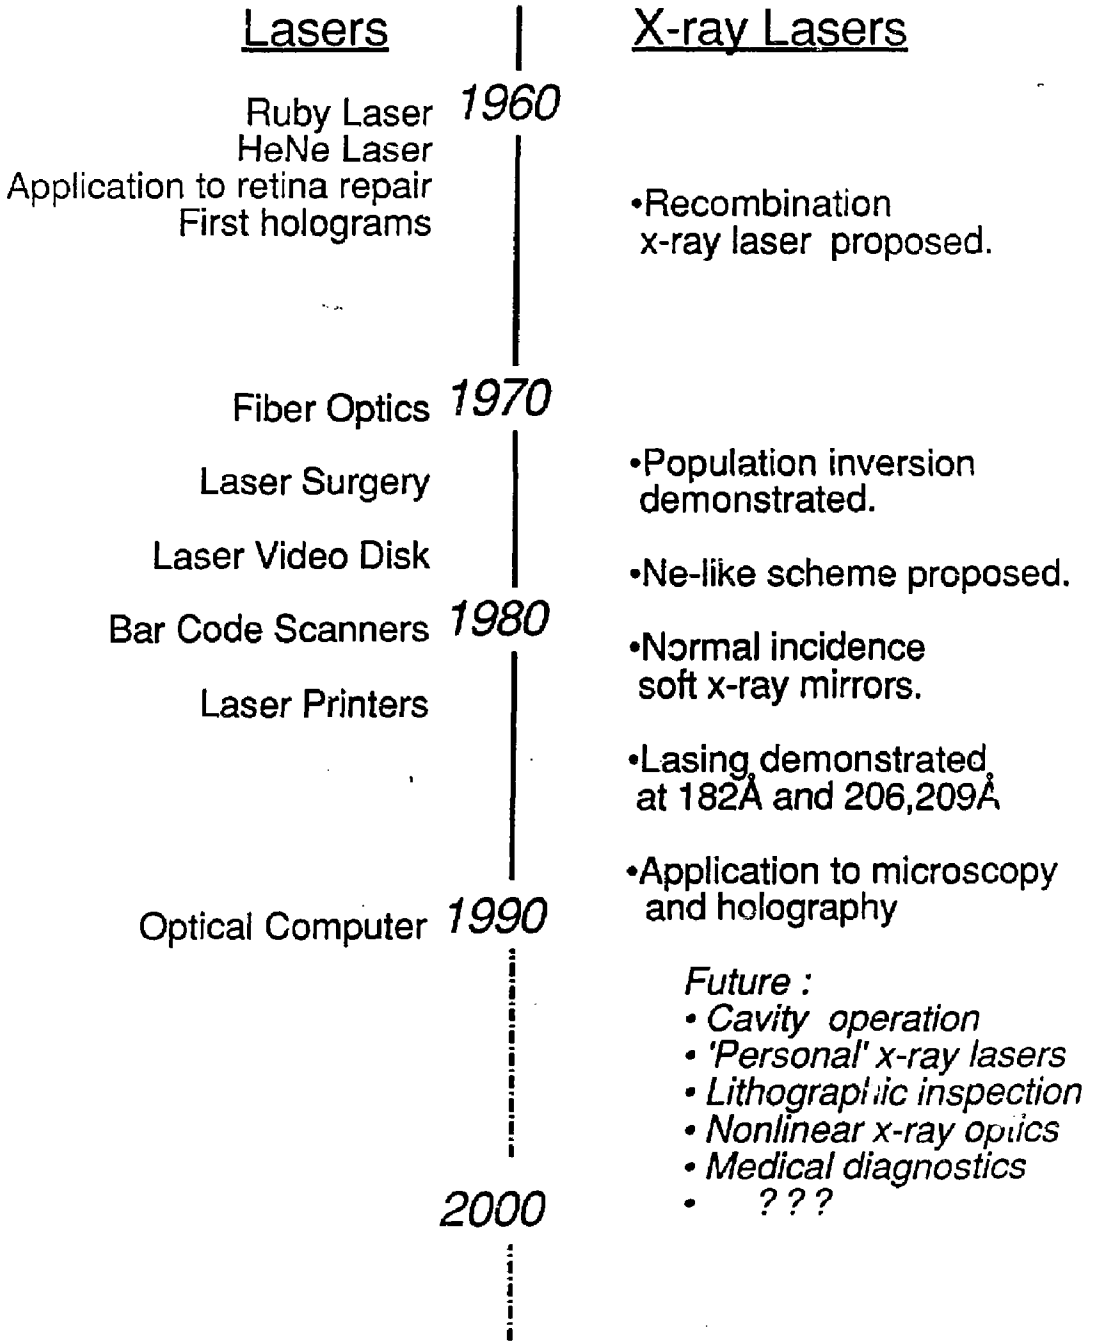 Lasers
X-ray Lasers
1960
Ruby Laser
HeNe Laser
Application to retina repair
First holograms
•Recombination
x-ray laser proposed.
Fiber Optics
1970
Laser Surgery
•Population inversion
demonstrated.
Laser Video Disk
•Ne-like scheme proposed.
Bar Code Scanners
1980
•Normal incidence
soft x-ray mirrors.
Laser Printers
•Lasing demonstrated
at 182Å and 206,209Å
•Application to microscopy
and holography
Optical Computer
1990
Future :
• Cavity operation
• 'Personal' x-ray lasers
• Lithographic inspection
• Nonlinear x-ray optics
• Medical diagnostics
• ???
2000